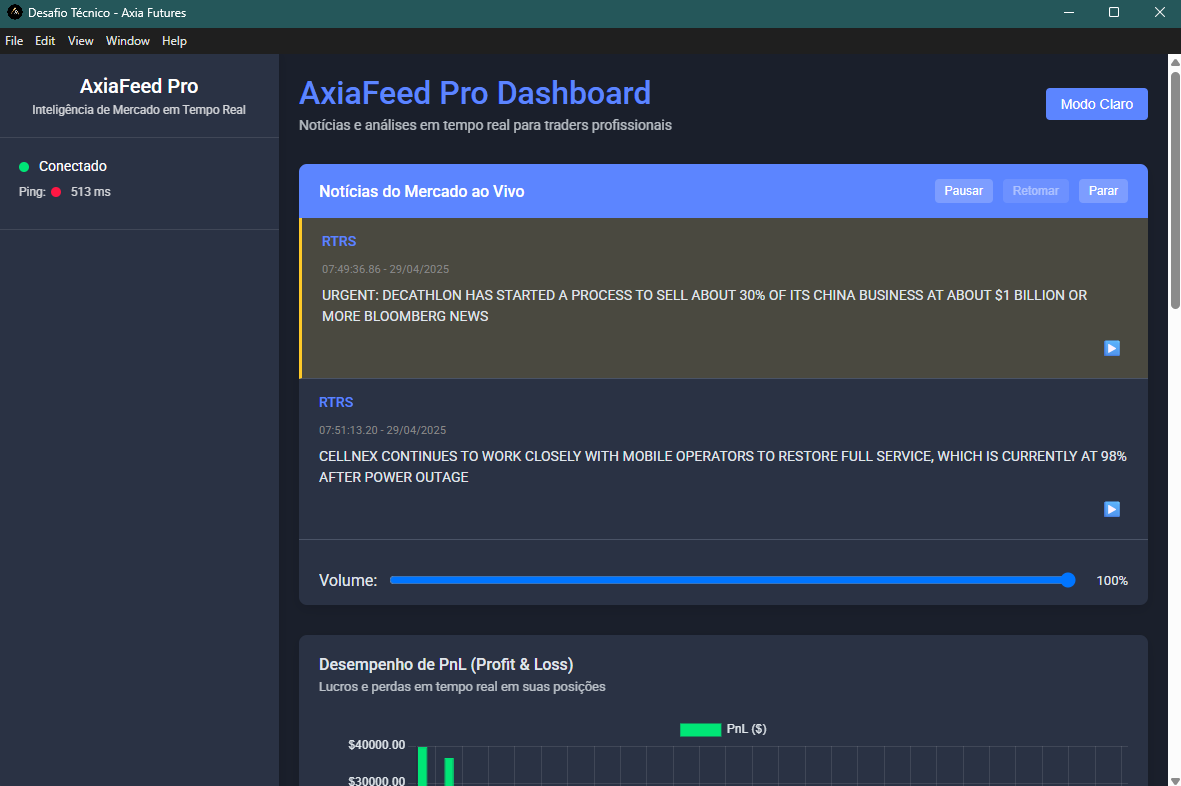 Desafio Técnico - Axia Futures
File Edit View Window Help
AxiaFeed Pro
Inteligência de Mercado em Tempo Real
Conectado
Ping: 513 ms
AxiaFeed Pro Dashboard
Notícias e análises em tempo real para traders profissionais
Modo Claro
Notícias do Mercado ao Vivo
Pausar Retomar Parar
RTRS
07:49:36.86 - 29/04/2025
URGENT: DECATHLON HAS STARTED A PROCESS TO SELL ABOUT 30% OF ITS CHINA BUSINESS AT ABOUT $1 BILLION OR
MORE BLOOMBERG NEWS
RTRS
07:51:13.20 - 29/04/2025
CELLNEX CONTINUES TO WORK CLOSELY WITH MOBILE OPERATORS TO RESTORE FULL SERVICE, WHICH IS CURRENTLY AT 98%
AFTER POWER OUTAGE
Volume: 100%
Desempenho de PnL (Profit & Loss)
Lucros e perdas em tempo real em suas posições
PnL ($)
$40000.00
$30000.00